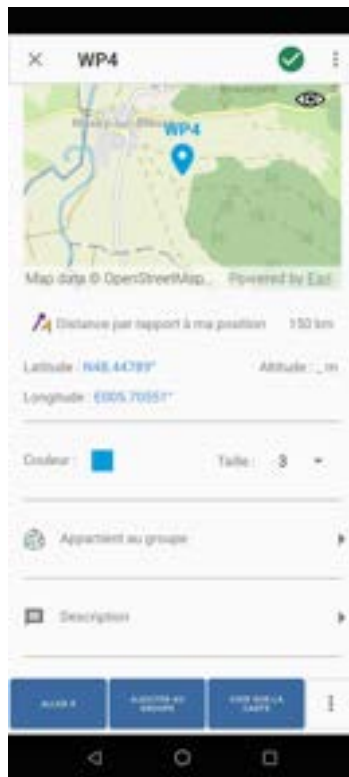 WP4
WP4
Map data © OpenStreetMap... Powered by Esri
Distance par rapport à ma position 150 km
Latitude : N48.44789° Altitude : _ m
Longitude : E005.70551°
Couleur : Taille : 3
Appartient au groupe
Description
ALLER À AJOUTER AU GROUPE VOIR SUR LA CARTE